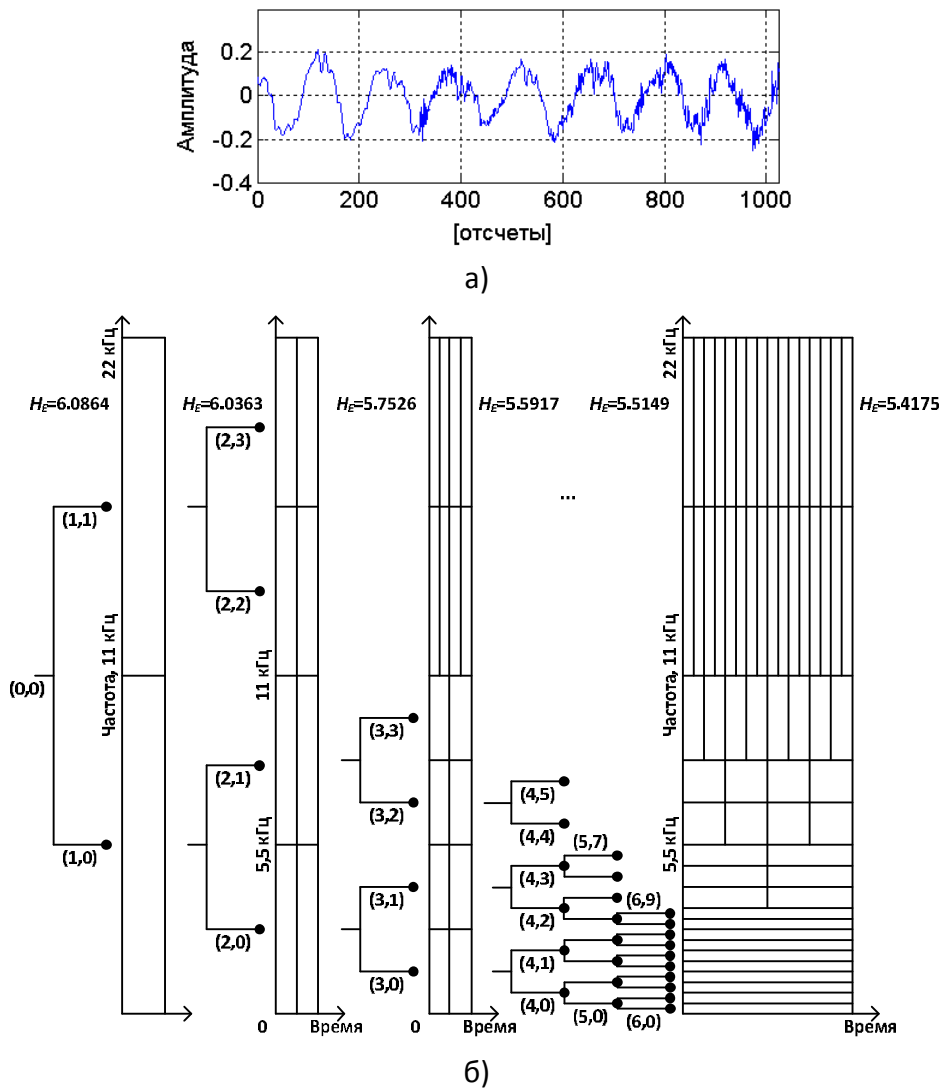 Амплитуда
0.2
0
-0.2
-0.4
0
200
400
600
800
1000
[отсчеты]
а)
22 кГц
22 кГц
H_E=6.0864
H_E=6.0363
H_E=5.7526
H_E=5.5917
H_E=5.5149
H_E=5.4175
(2,3)
(1,1)
...
(2,2)
(0,0)
Частота, 11 кГц
11 кГц
Частота, 11 кГц
(3,3)
(2,1)
(3,2)
(4,5)
(1,0)
5,5 кГц
(4,4)
(5,7)
5,5 кГц
(3,1)
(4,3)
(6,9)
(2,0)
(4,2)
(3,0)
(4,1)
(4,0)
(5,0)
(6,0)
0
Время
0
Время
Время
б)